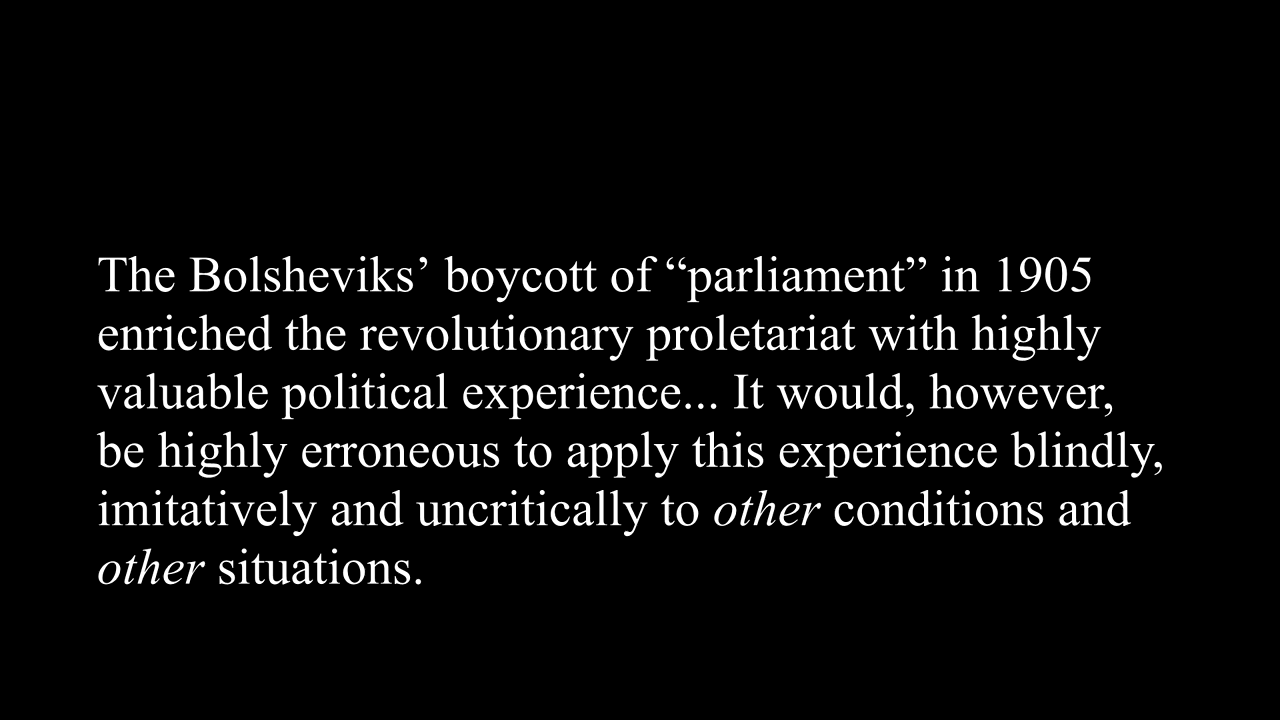 The Bolsheviks’ boycott of “parliament” in 1905
enriched the revolutionary proletariat with highly
valuable political experience... It would, however,
be highly erroneous to apply this experience blindly,
imitatively and uncritically to other conditions and
other situations.